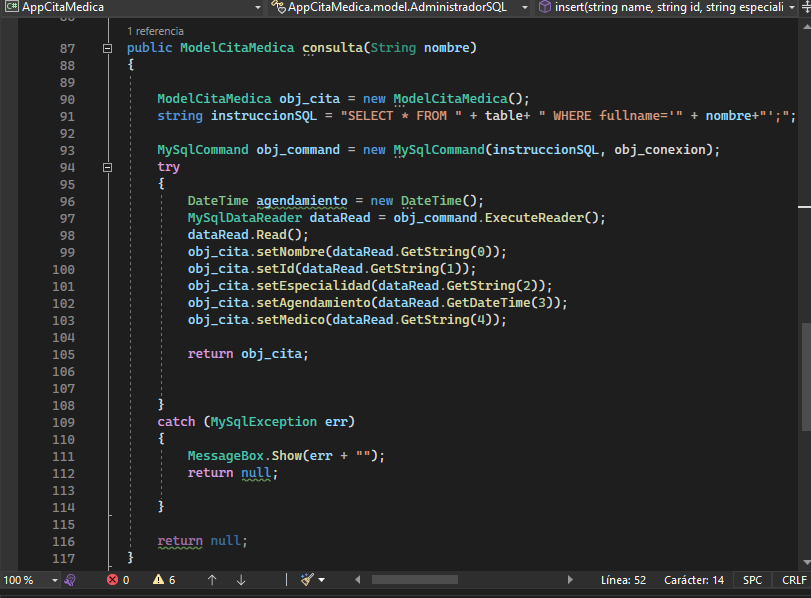 C# AppCitaMedica AppCitaMedica.model.AdministradorSQL insert(string name, string id, string especiali
86
1 referencia
87 public ModelCitaMedica consulta(String nombre)
88 {
89
90 ModelCitaMedica obj_cita = new ModelCitaMedica();
91 string instruccionSQL = "SELECT * FROM " + table+ " WHERE fullname='" + nombre+"';";
92
93 MySqlCommand obj_command = new MySqlCommand(instruccionSQL, obj_conexion);
94 try
95 {
96 DateTime agendamiento = new DateTime();
97 MySqlDataReader dataRead = obj_command.ExecuteReader();
98 dataRead.Read();
99 obj_cita.setNombre(dataRead.GetString(0));
100 obj_cita.setId(dataRead.GetString(1));
101 obj_cita.setEspecialidad(dataRead.GetString(2));
102 obj_cita.setAgendamiento(dataRead.GetDateTime(3));
103 obj_cita.setMedico(dataRead.GetString(4));
104
105 return obj_cita;
106
107
108 }
109 catch (MySqlException err)
110 {
111 MessageBox.Show(err + "");
112 return null;
113
114 }
115
116 return null;
117 }
100 % 0 6 Línea: 52 Carácter: 14 SPC CRLF